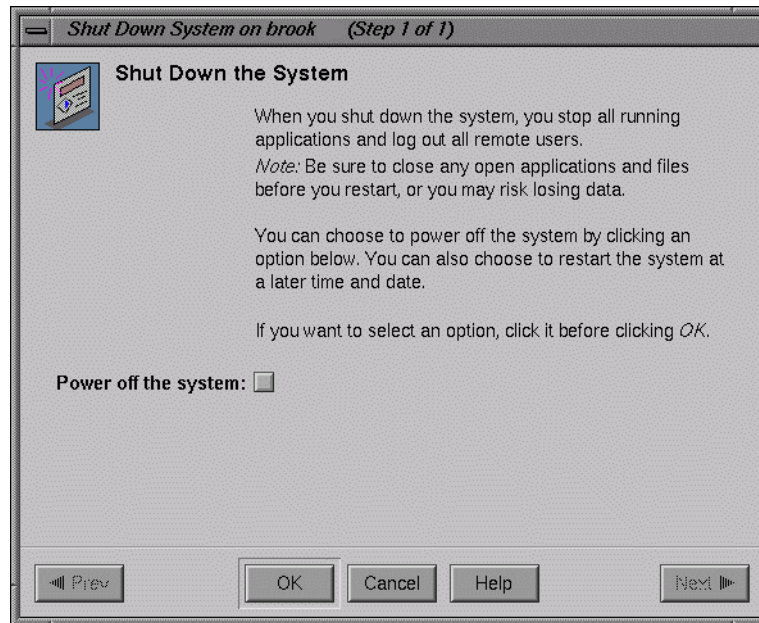 Shut Down System on brook (Step 1 of 1)
Shut Down the System
When you shut down the system, you stop all running
applications and log out all remote users.
Note: Be sure to close any open applications and files
before you restart, or you may risk losing data.
You can choose to power off the system by clicking an
option below. You can also choose to restart the system at
a later time and date.
If you want to select an option, click it before clicking OK.
Power off the system:
Prev
OK
Cancel
Help
Next